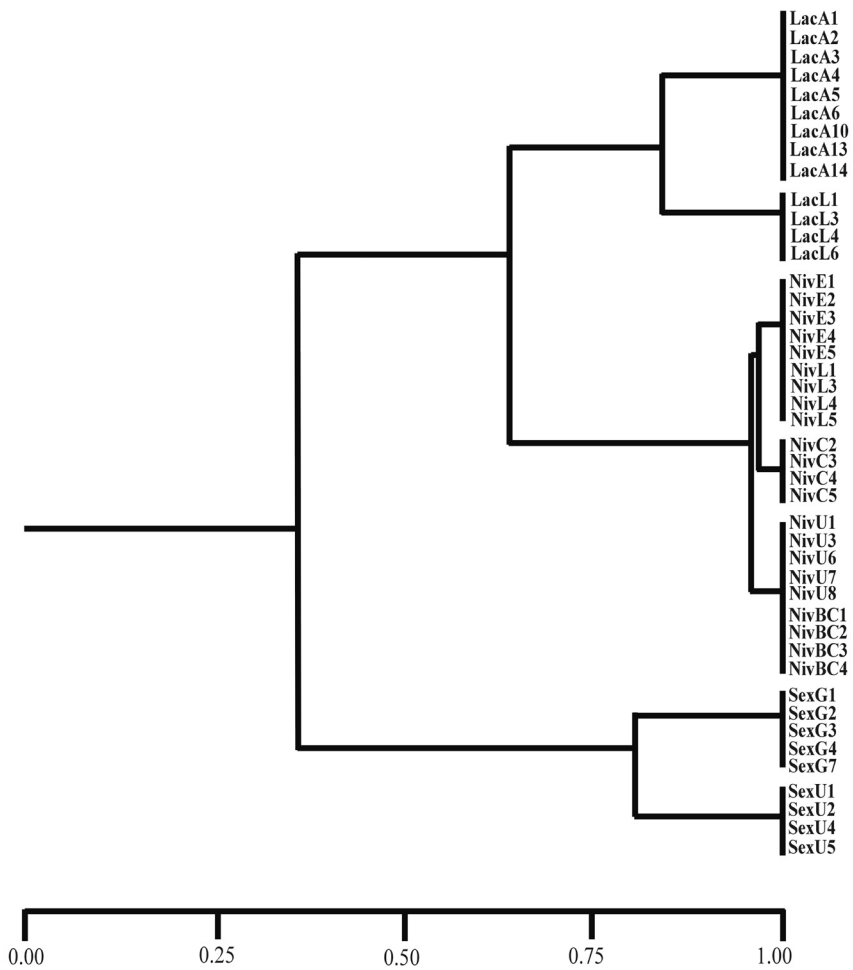 LacA1
LacA2
LacA3
LacA4
LacA5
LacA6
LacA10
LacA13
LacA14
LacL1
LacL3
LacL4
LacL6
NivE1
NivE2
NivE3
NivE4
NivE5
NivL1
NivL3
NivL4
NivL5
NivC2
NivC3
NivC4
NivC5
NivU1
NivU3
NivU6
NivU7
NivU8
NivBC1
NivBC2
NivBC3
NivBC4
SexG1
SexG2
SexG3
SexG4
SexG7
SexU1
SexU2
SexU4
SexU5
0.00 0.25 0.50 0.75 1.00